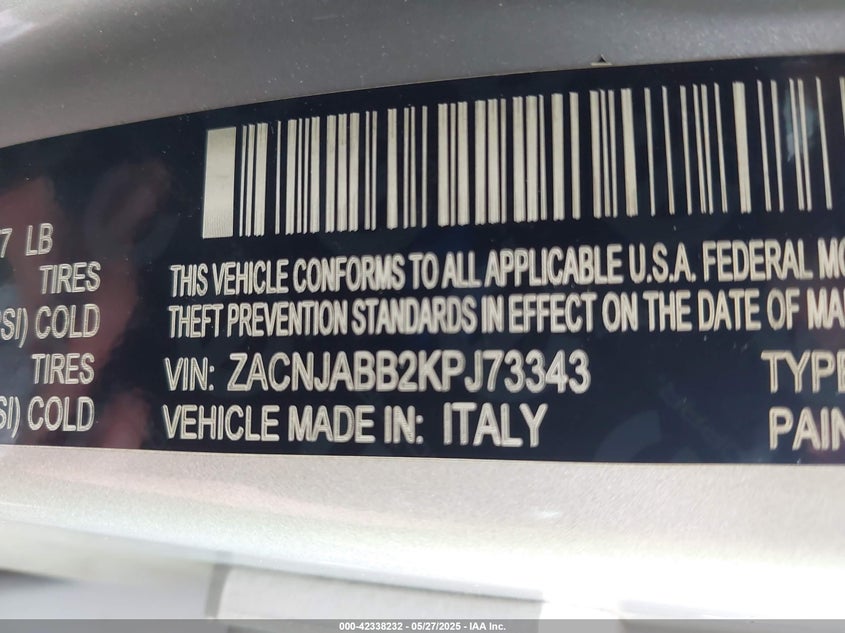 7 LB
TIRES
SI) COLD
TIRES
SI) COLD
THIS VEHICLE CONFORMS TO ALL APPLICABLE U.S.A. FEDERAL MO
THEFT PREVENTION STANDARDS IN EFFECT ON THE DATE OF MA
VIN: ZACNJABB2KPJ73343
TYPE
VEHICLE MADE IN: ITALY
PAIN
000-42338232 — 05/27/2025 — IAA Inc.